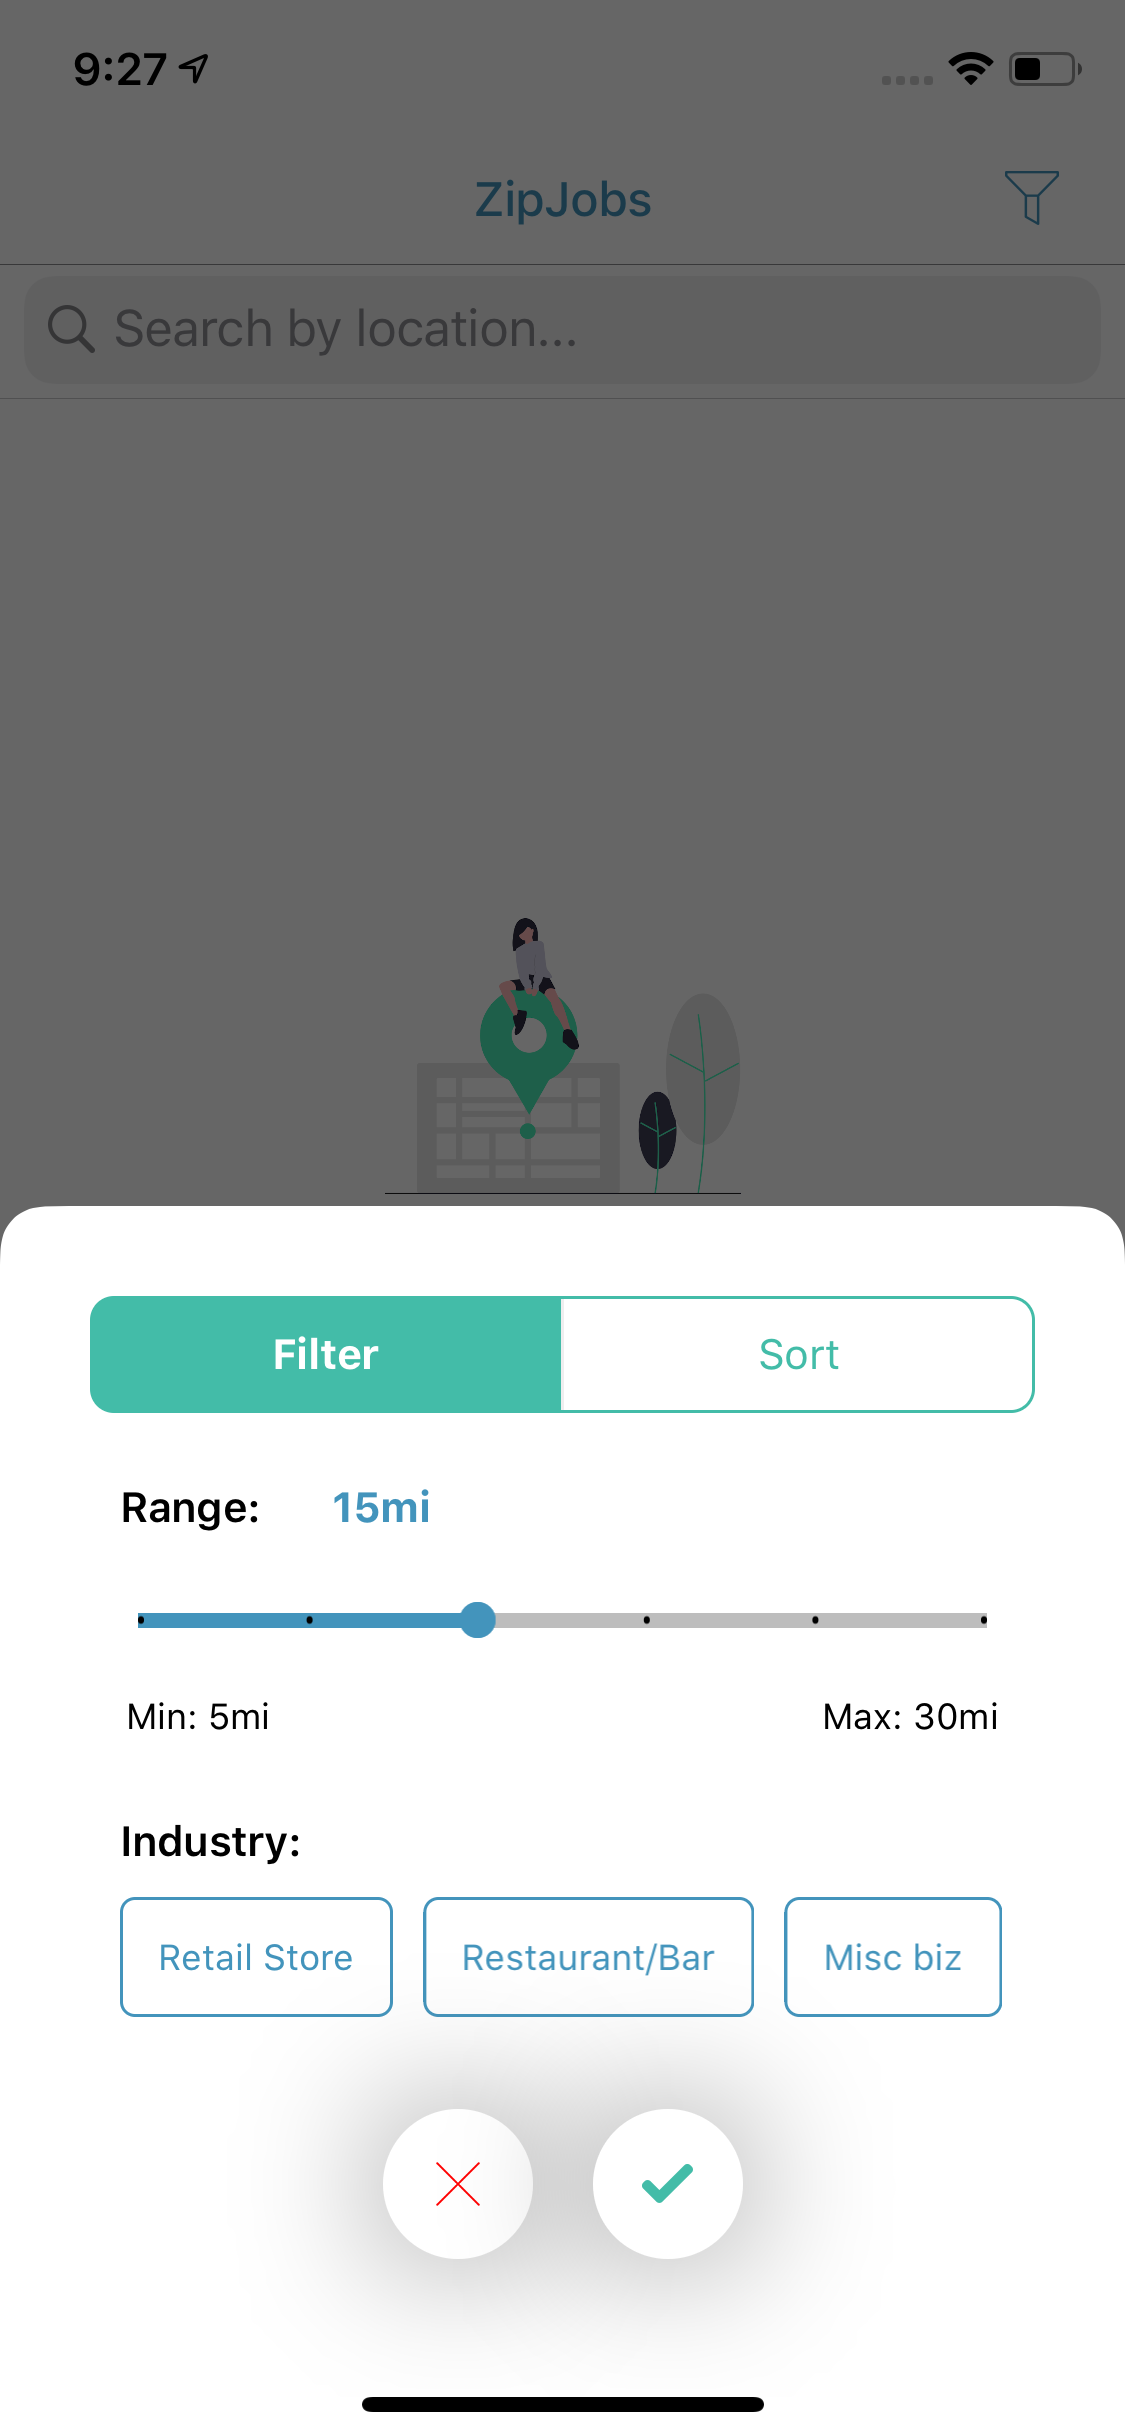 9:27
ZipJobs
Search by location...
Filter
Sort
Range: 15mi
Min: 5mi
Max: 30mi
Industry:
Retail Store
Restaurant/Bar
Misc biz